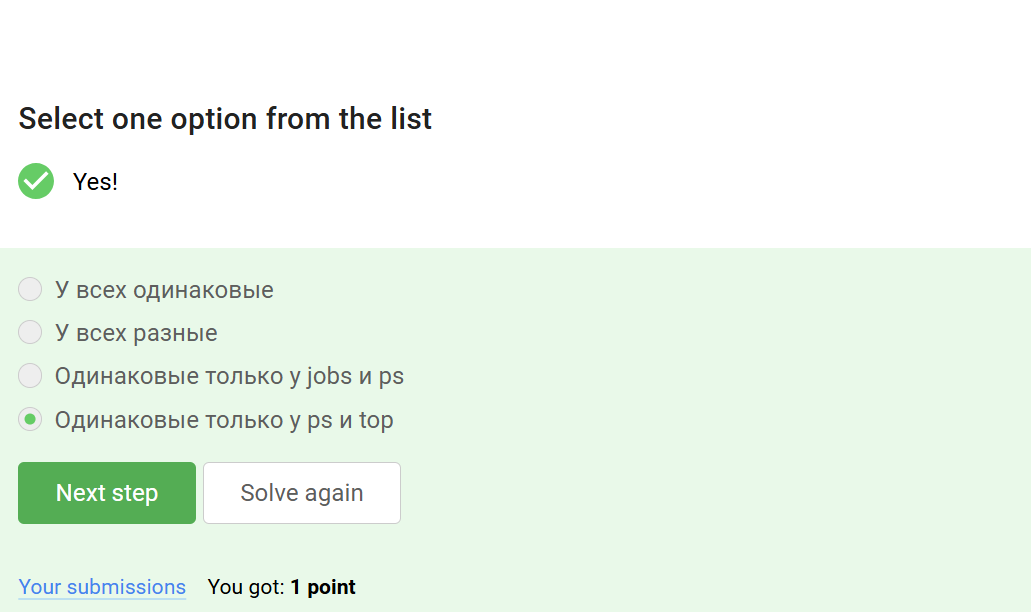 Select one option from the list
Yes!
У всех одинаковые
У всех разные
Одинаковые только у jobs и ps
Одинаковые только у ps и top
Next step Solve again
Your submissions You got: 1 point